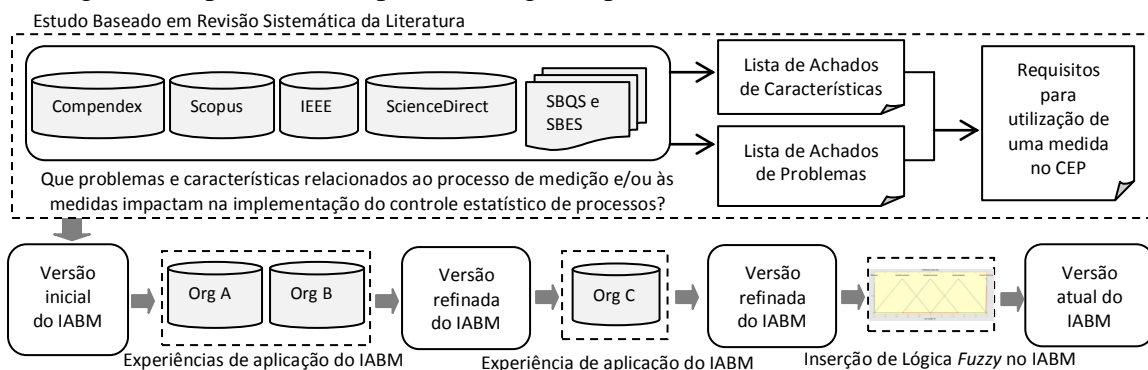 Estudo Baseado em Revisão Sistemática da Literatura
Compendex
Scopus
IEEE
ScienceDirect
SBQS e
SBES
Que problemas e características relacionados ao processo de medição e/ou às
medidas impactam na implementação do controle estatístico de processos?
Lista de Achados
de Características
Lista de Achados
de Problemas
Requisitos
para
utilização de
uma medida
no CEP
Versão
inicial
do IABM
Org A
Org B
Experiências de aplicação do IABM
Versão
refinada
do IABM
Org C
Experiência de aplicação do IABM
Versão
refinada
do IABM
Inserção de Lógica Fuzzy no IABM
Versão
atual do
IABM